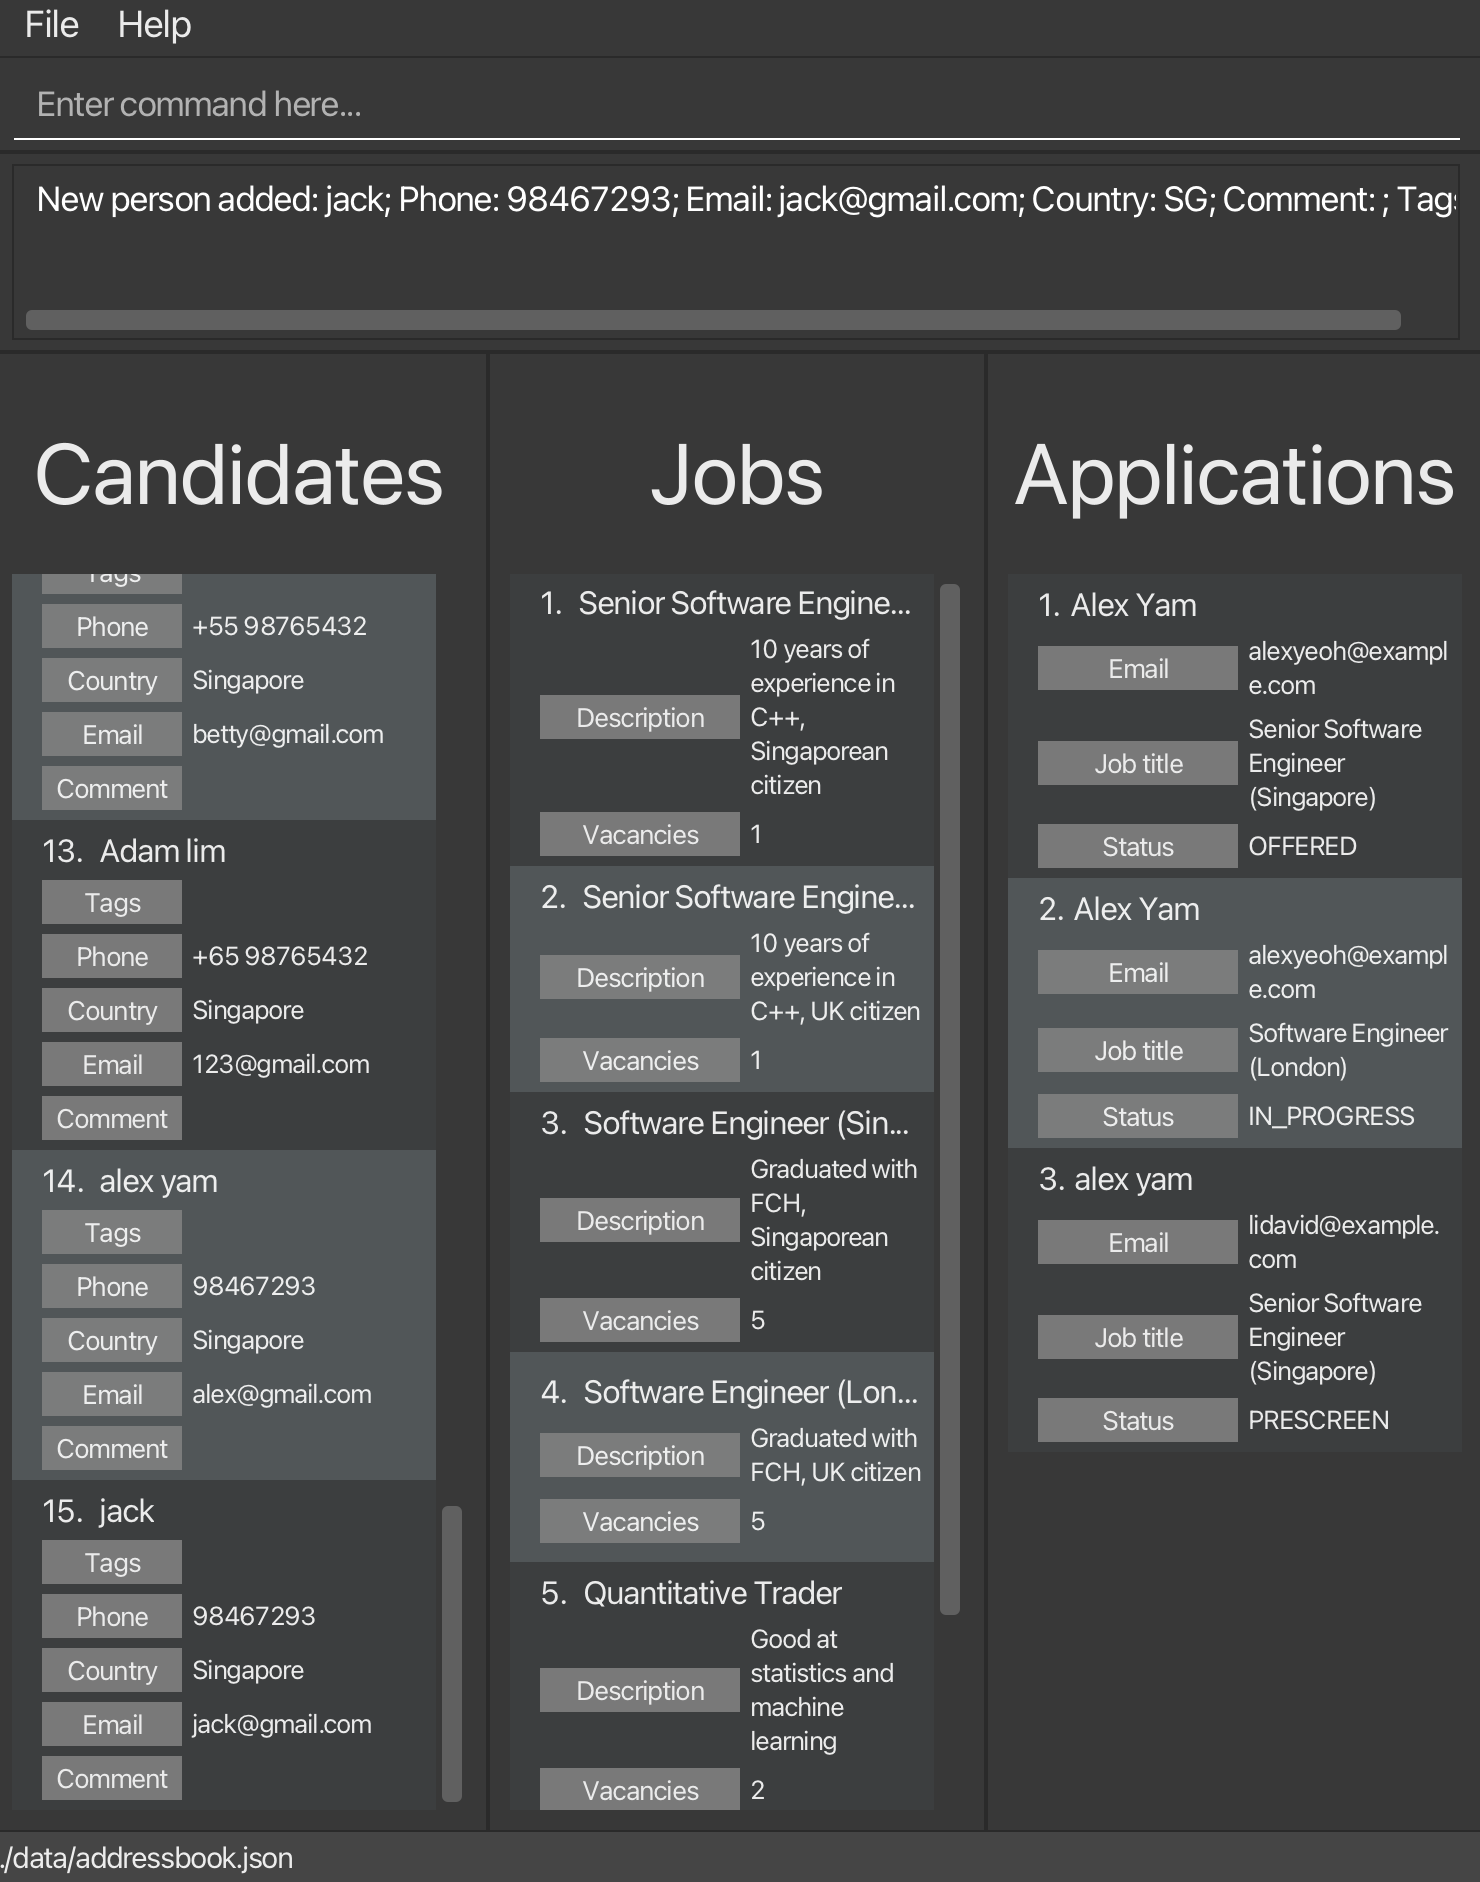 File Help
Enter command here...
New person added: jack; Phone: 98467293; Email: jack@gmail.com; Country: SG; Comment: ; Tags
Candidates
Tags
Phone +55 98765432
Country Singapore
Email betty@gmail.com
Comment
13. Adam lim
Tags
Phone +65 98765432
Country Singapore
Email 123@gmail.com
Comment
14. alex yam
Tags
Phone 98467293
Country Singapore
Email alex@gmail.com
Comment
15. jack
Tags
Phone 98467293
Country Singapore
Email jack@gmail.com
Comment
Jobs
1. Senior Software Engine...
10 years of
experience in
Description C++,
Singaporean
citizen
Vacancies 1
2. Senior Software Engine...
10 years of
Description experience in
C++, UK citizen
Vacancies 1
3. Software Engineer (Sin...
Graduated with
FCH,
Description
Singaporean
citizen
Vacancies 5
4. Software Engineer (Lon...
Graduated with
Description
FCH, UK citizen
Vacancies 5
5. Quantitative Trader
Good at
statistics and
Description
machine
learning
Vacancies 2
Applications
1. Alex Yam
alexyeoh@exampl
Email
e.com
Senior Software
Job title Engineer
(Singapore)
Status OFFERED
2. Alex Yam
alexyeoh@exampl
Email
e.com
Software Engineer
Job title
(London)
Status IN_PROGRESS
3. alex yam
lidavid@example.
Email
com
Senior Software
Job title Engineer
(Singapore)
Status PRESCREEN
./data/addressbook.json